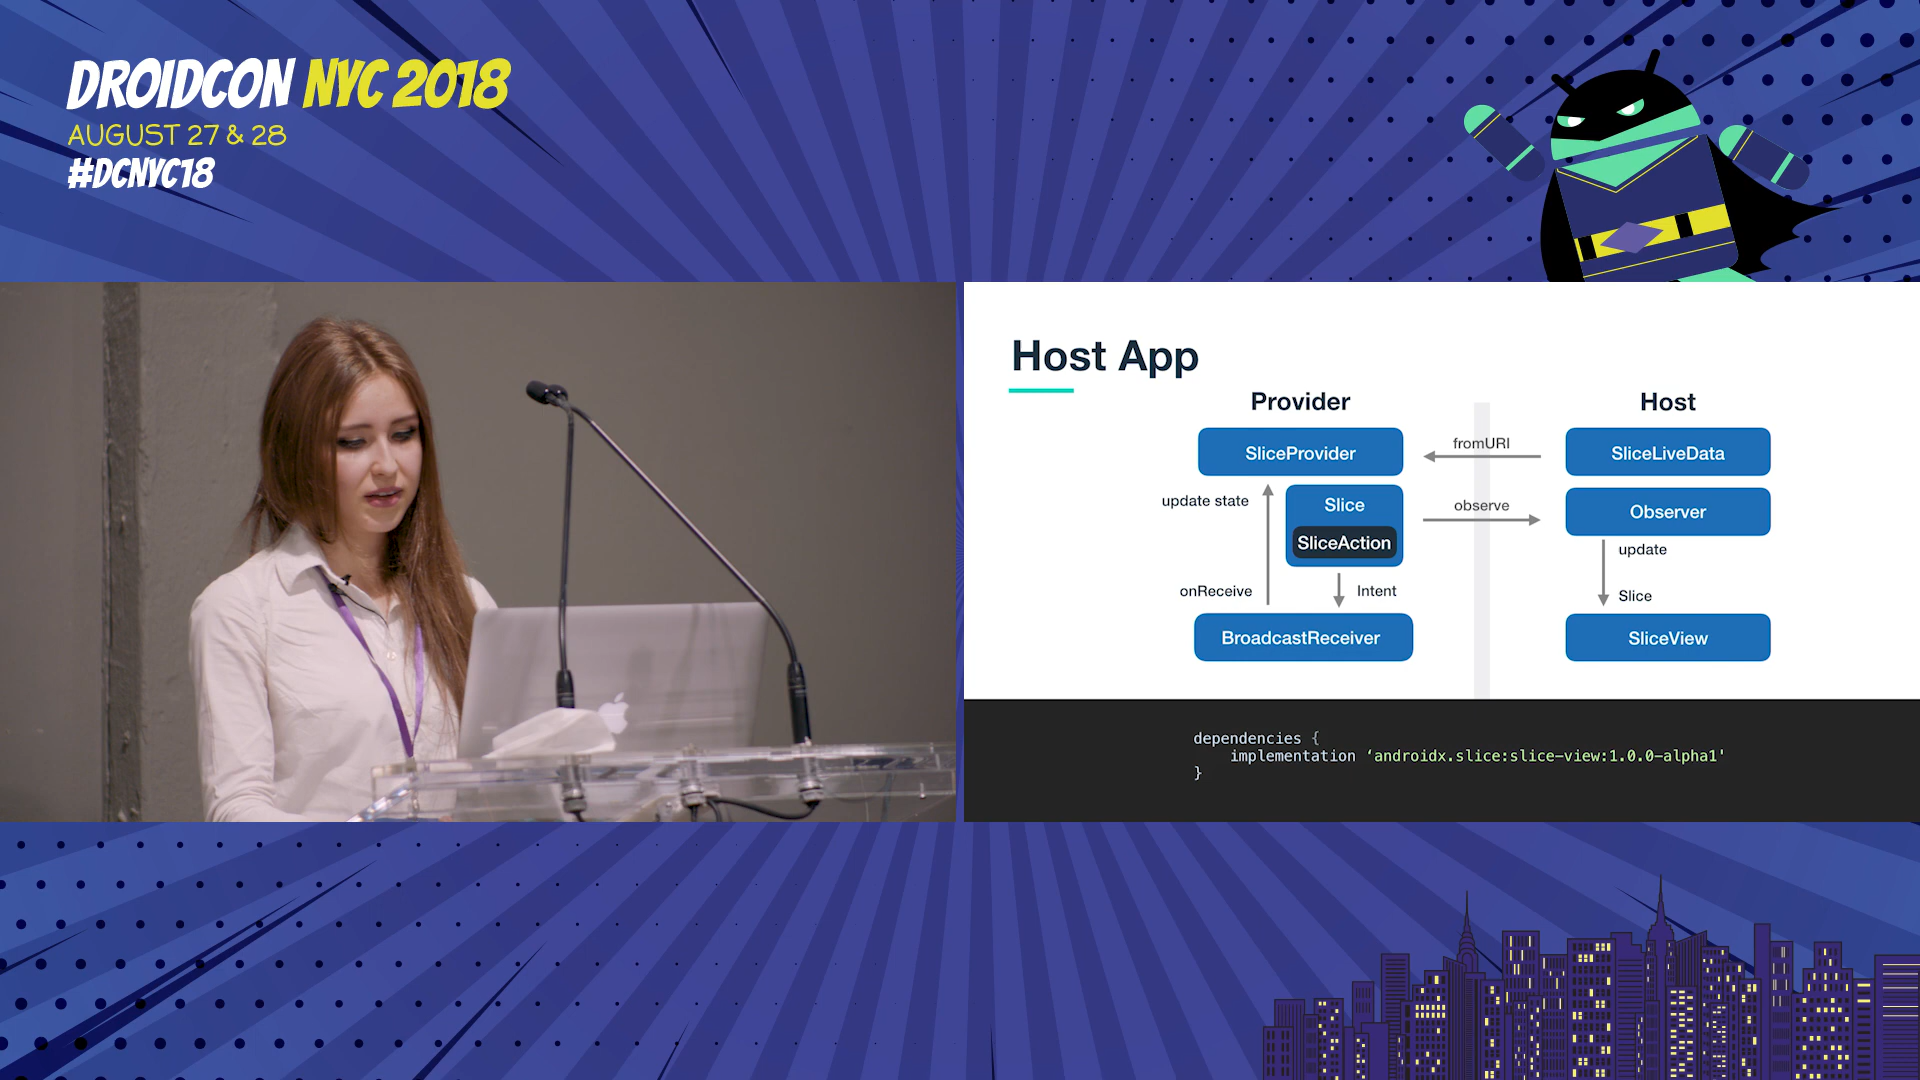 DROIDCON NYC 2018
AUGUST 27 & 28
#DCNYC18
Host App
Provider
Host
SliceProvider
fromURI
SliceLiveData
update state
Slice
SliceAction
observe
Observer
update
onReceive
Intent
Slice
BroadcastReceiver
SliceView
dependencies {
    implementation ‘androidx.slice:slice-view:1.0.0-alpha1'
}